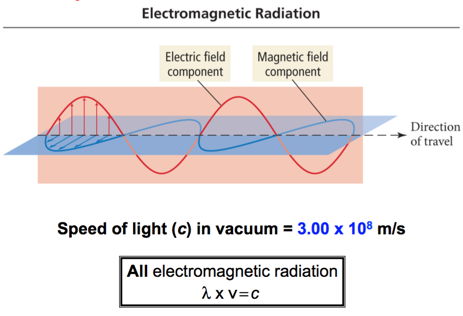 Electromagnetic Radiation
Electric field
component
Magnetic field
component
Direction
of travel
Speed of light (c) in vacuum = 3.00 x 10⁸ m/s
All electromagnetic radiation
λ x ν=c